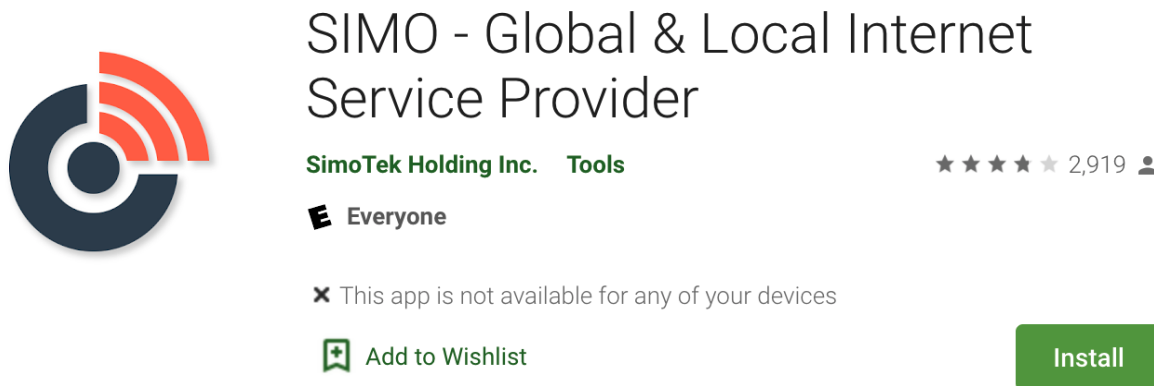 SIMO - Global & Local Internet
Service Provider
SimoTek Holding Inc. Tools 2,919
E Everyone
This app is not available for any of your devices
Add to Wishlist
Install